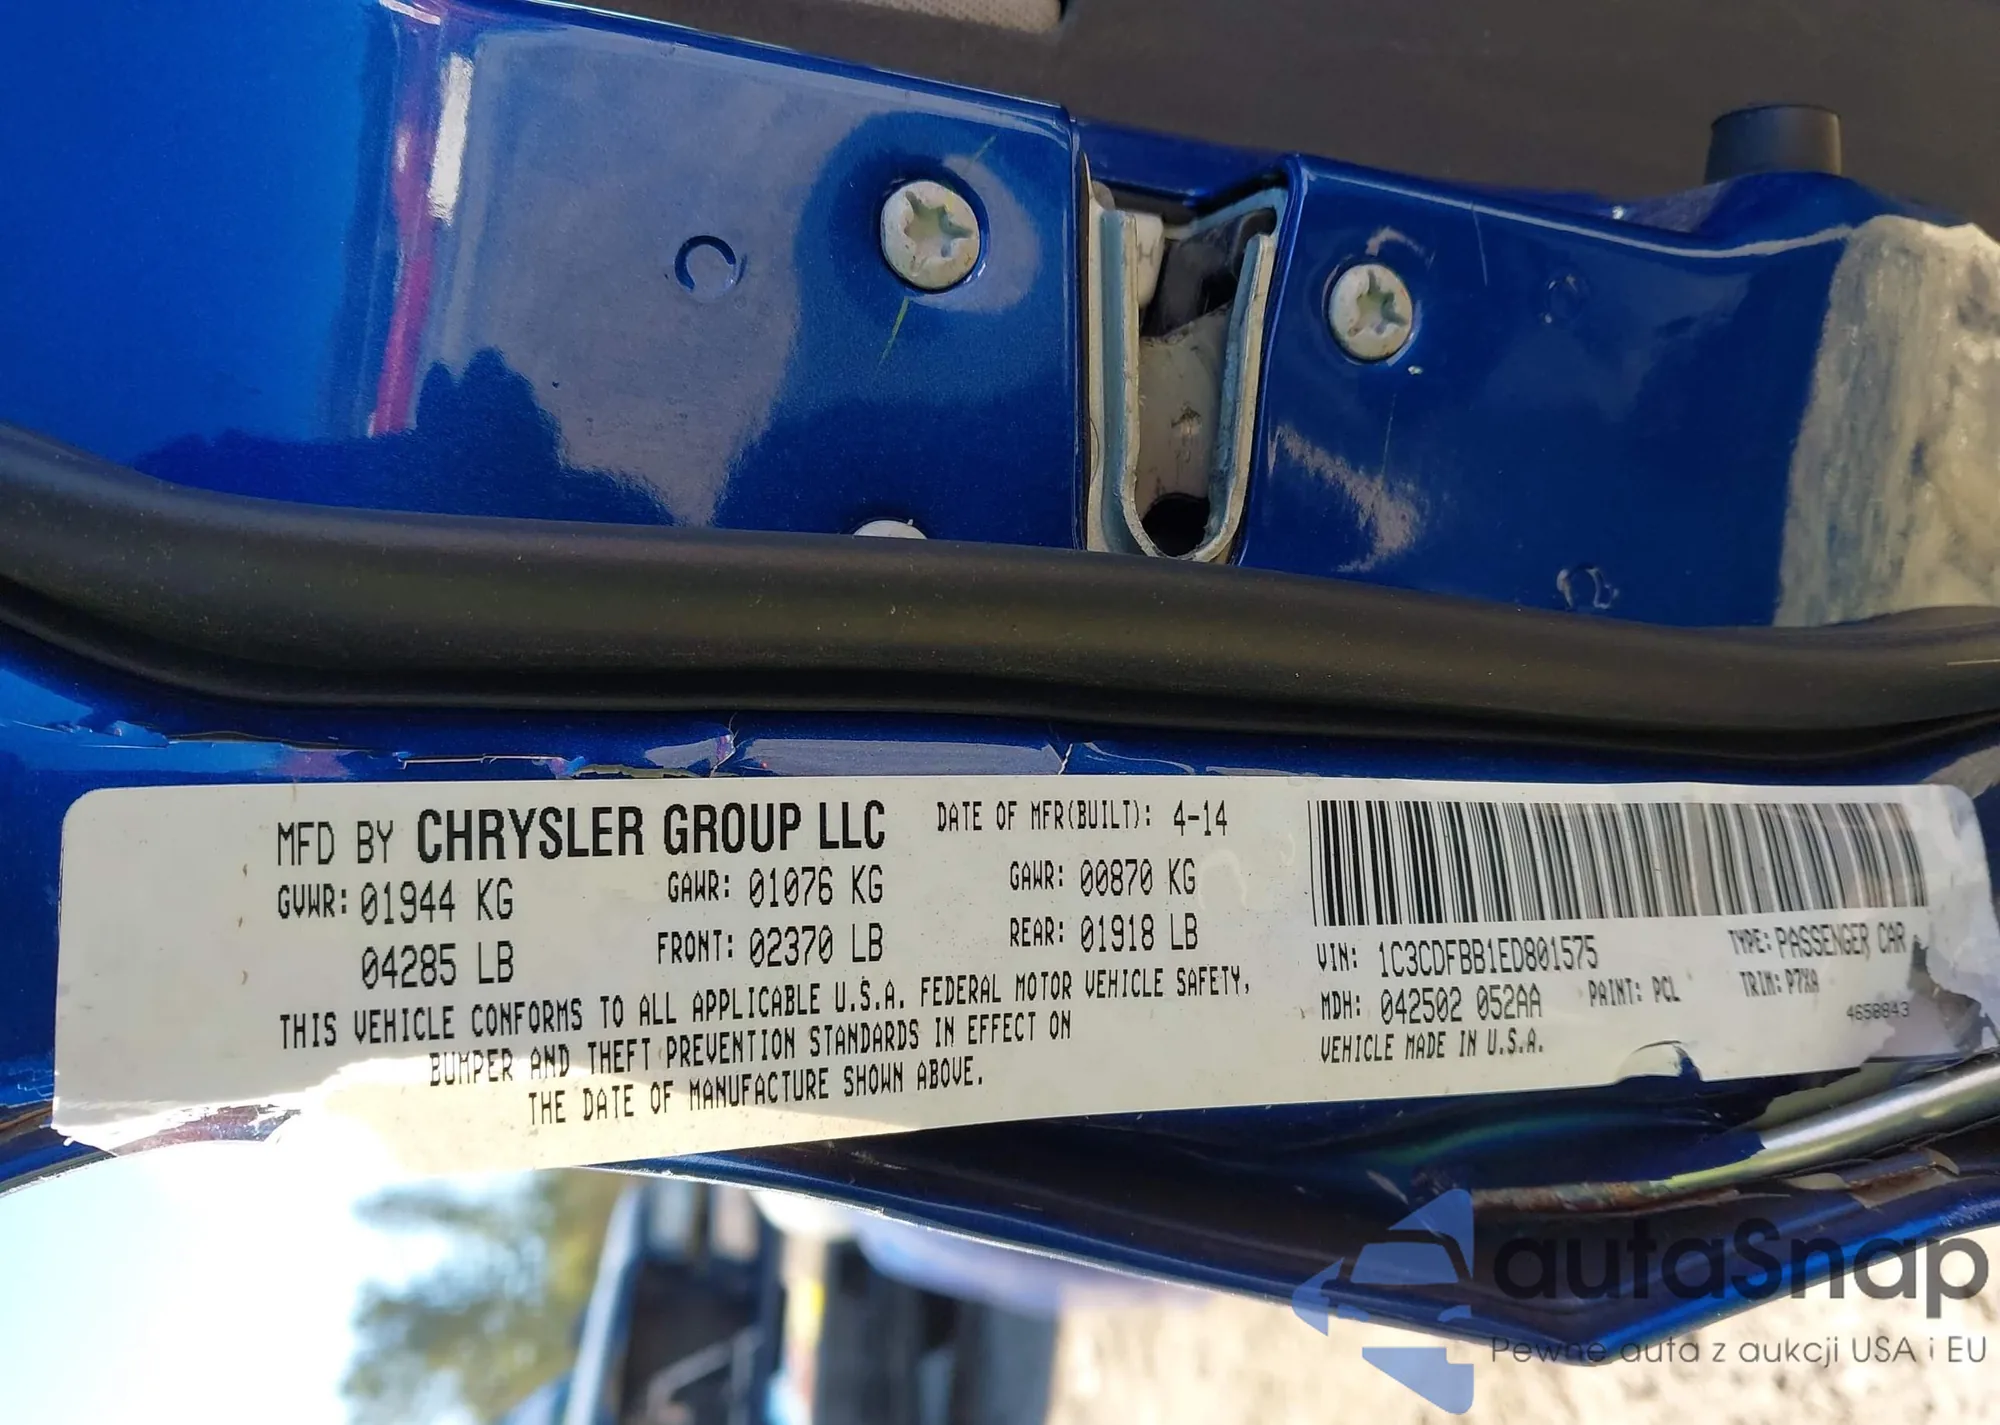 MFD BY CHRYSLER GROUP LLC DATE OF MFR(BUILT): 4-14
GVWR: 01944 KG GAWR: 01076 KG GAWR: 00870 KG
04285 LB FRONT: 02370 LB REAR: 01918 LB
THIS VEHICLE CONFORMS TO ALL APPLICABLE U.S.A. FEDERAL MOTOR VEHICLE SAFETY,
BUMPER AND THEFT PREVENTION STANDARDS IN EFFECT ON
THE DATE OF MANUFACTURE SHOWN ABOVE.
VIN: 1C3CDFBB1ED801575 TYPE: PASSENGER CAR
MDH: 042502 052AA PAINT: PCL TRIM: P7XA
VEHICLE MADE IN U.S.A. 4658843
autaSnap
Pewne auta z aukcji USA i EU